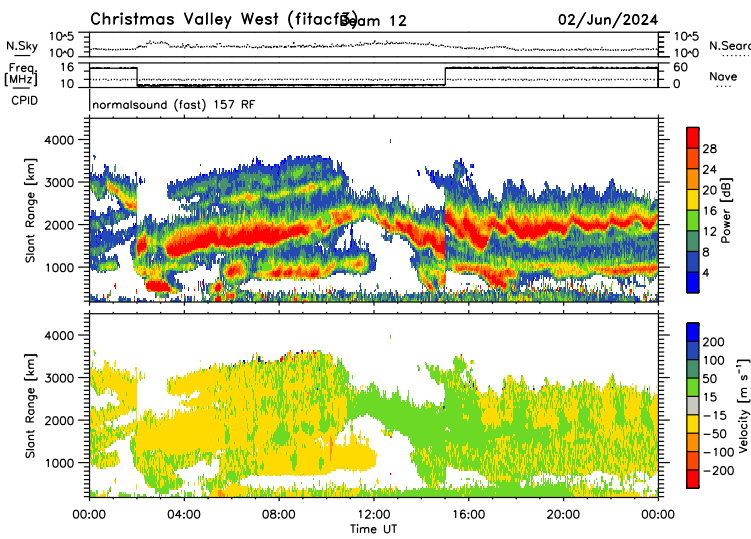 Christmas Valley West (fitacf3) Beam 12 02/Jun/2024
N.Sky 10^5 10^0 10^5 10^0 N.Searc
Freq [MHz] 16 10 60 0 Nave
CPID normalsound (fast) 157 RF
Slant Range [km] 4000 3000 2000 1000
Power [dB] 28 24 20 16 12 8 4
Slant Range [km] 4000 3000 2000 1000
Velocity [m s⁻¹] 200 100 50 15 -15 -50 -100 -200
00:00 04:00 08:00 12:00 16:00 20:00 00:00
Time UT